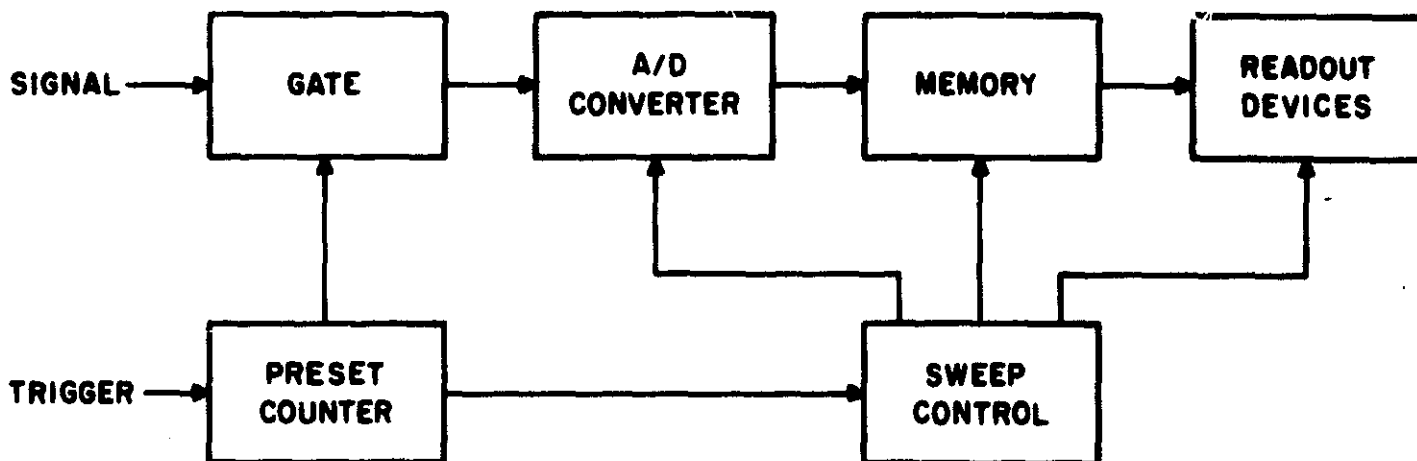 SIGNAL
GATE
A/D
CONVERTER
MEMORY
READOUT
DEVICES
TRIGGER
PRESET
COUNTER
SWEEP
CONTROL